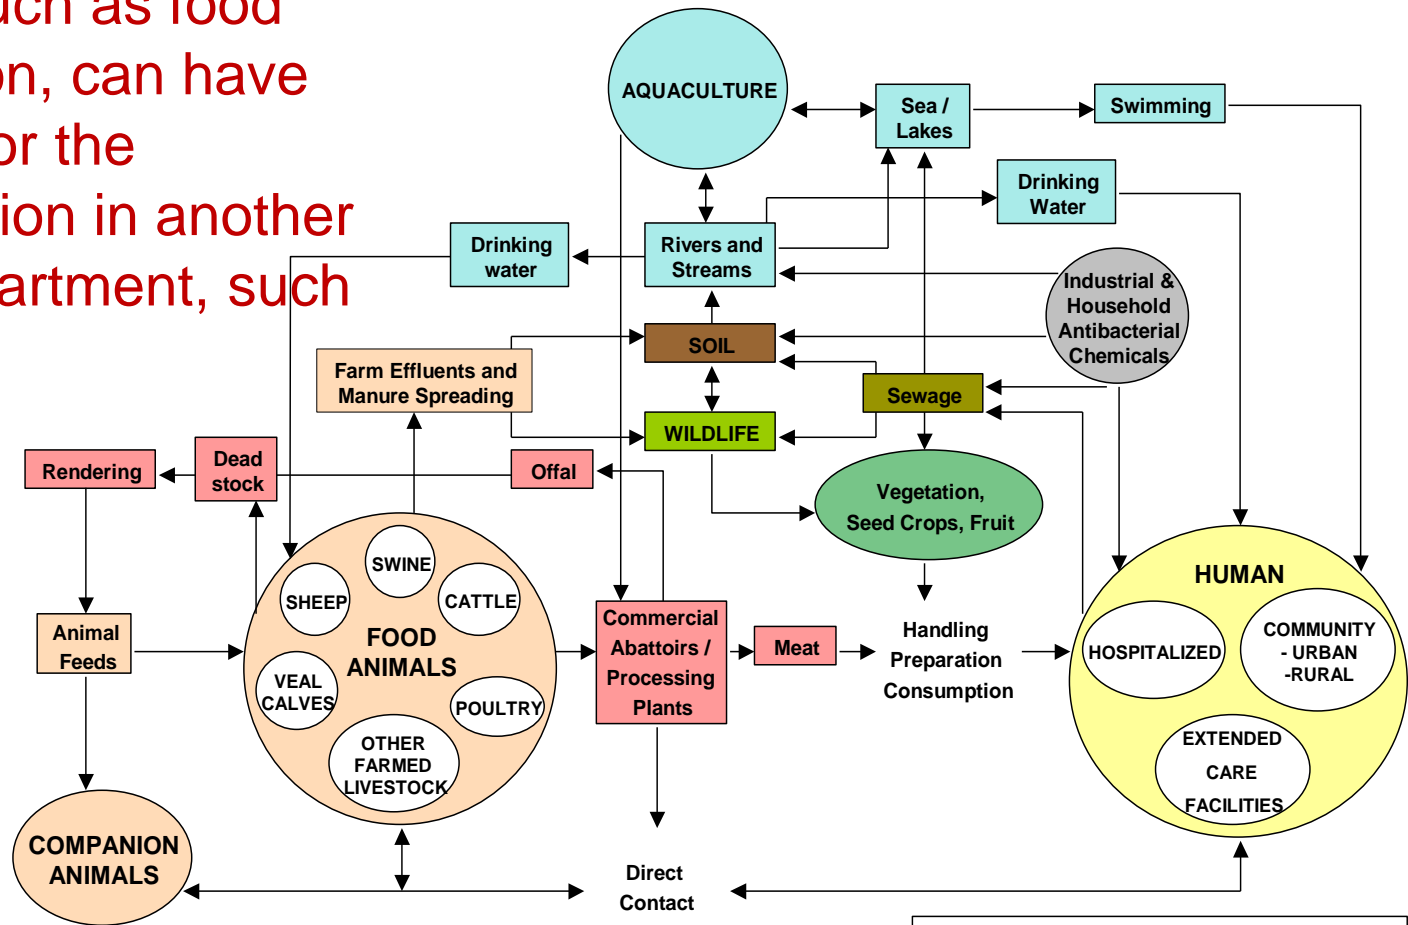 such as food
on, can have
or the
tion in another
artment, such
AQUACULTURE
Sea /
Lakes
Swimming
Drinking
Water
Drinking
water
Rivers and
Streams
Industrial &
Household
Antibacterial
Chemicals
SOIL
Farm Effluents and
Manure Spreading
Sewage
WILDLIFE
Rendering
Dead
stock
Offal
Vegetation,
Seed Crops, Fruit
SWINE
SHEEP
CATTLE
FOOD
ANIMALS
VEAL
CALVES
POULTRY
OTHER
FARMED
LIVESTOCK
Animal
Feeds
Commercial
Abattoirs /
Processing
Plants
Meat
Handling
Preparation
Consumption
HUMAN
HOSPITALIZED
COMMUNITY
- URBAN
-RURAL
EXTENDED
CARE
FACILITIES
COMPANION
ANIMALS
Direct
Contact